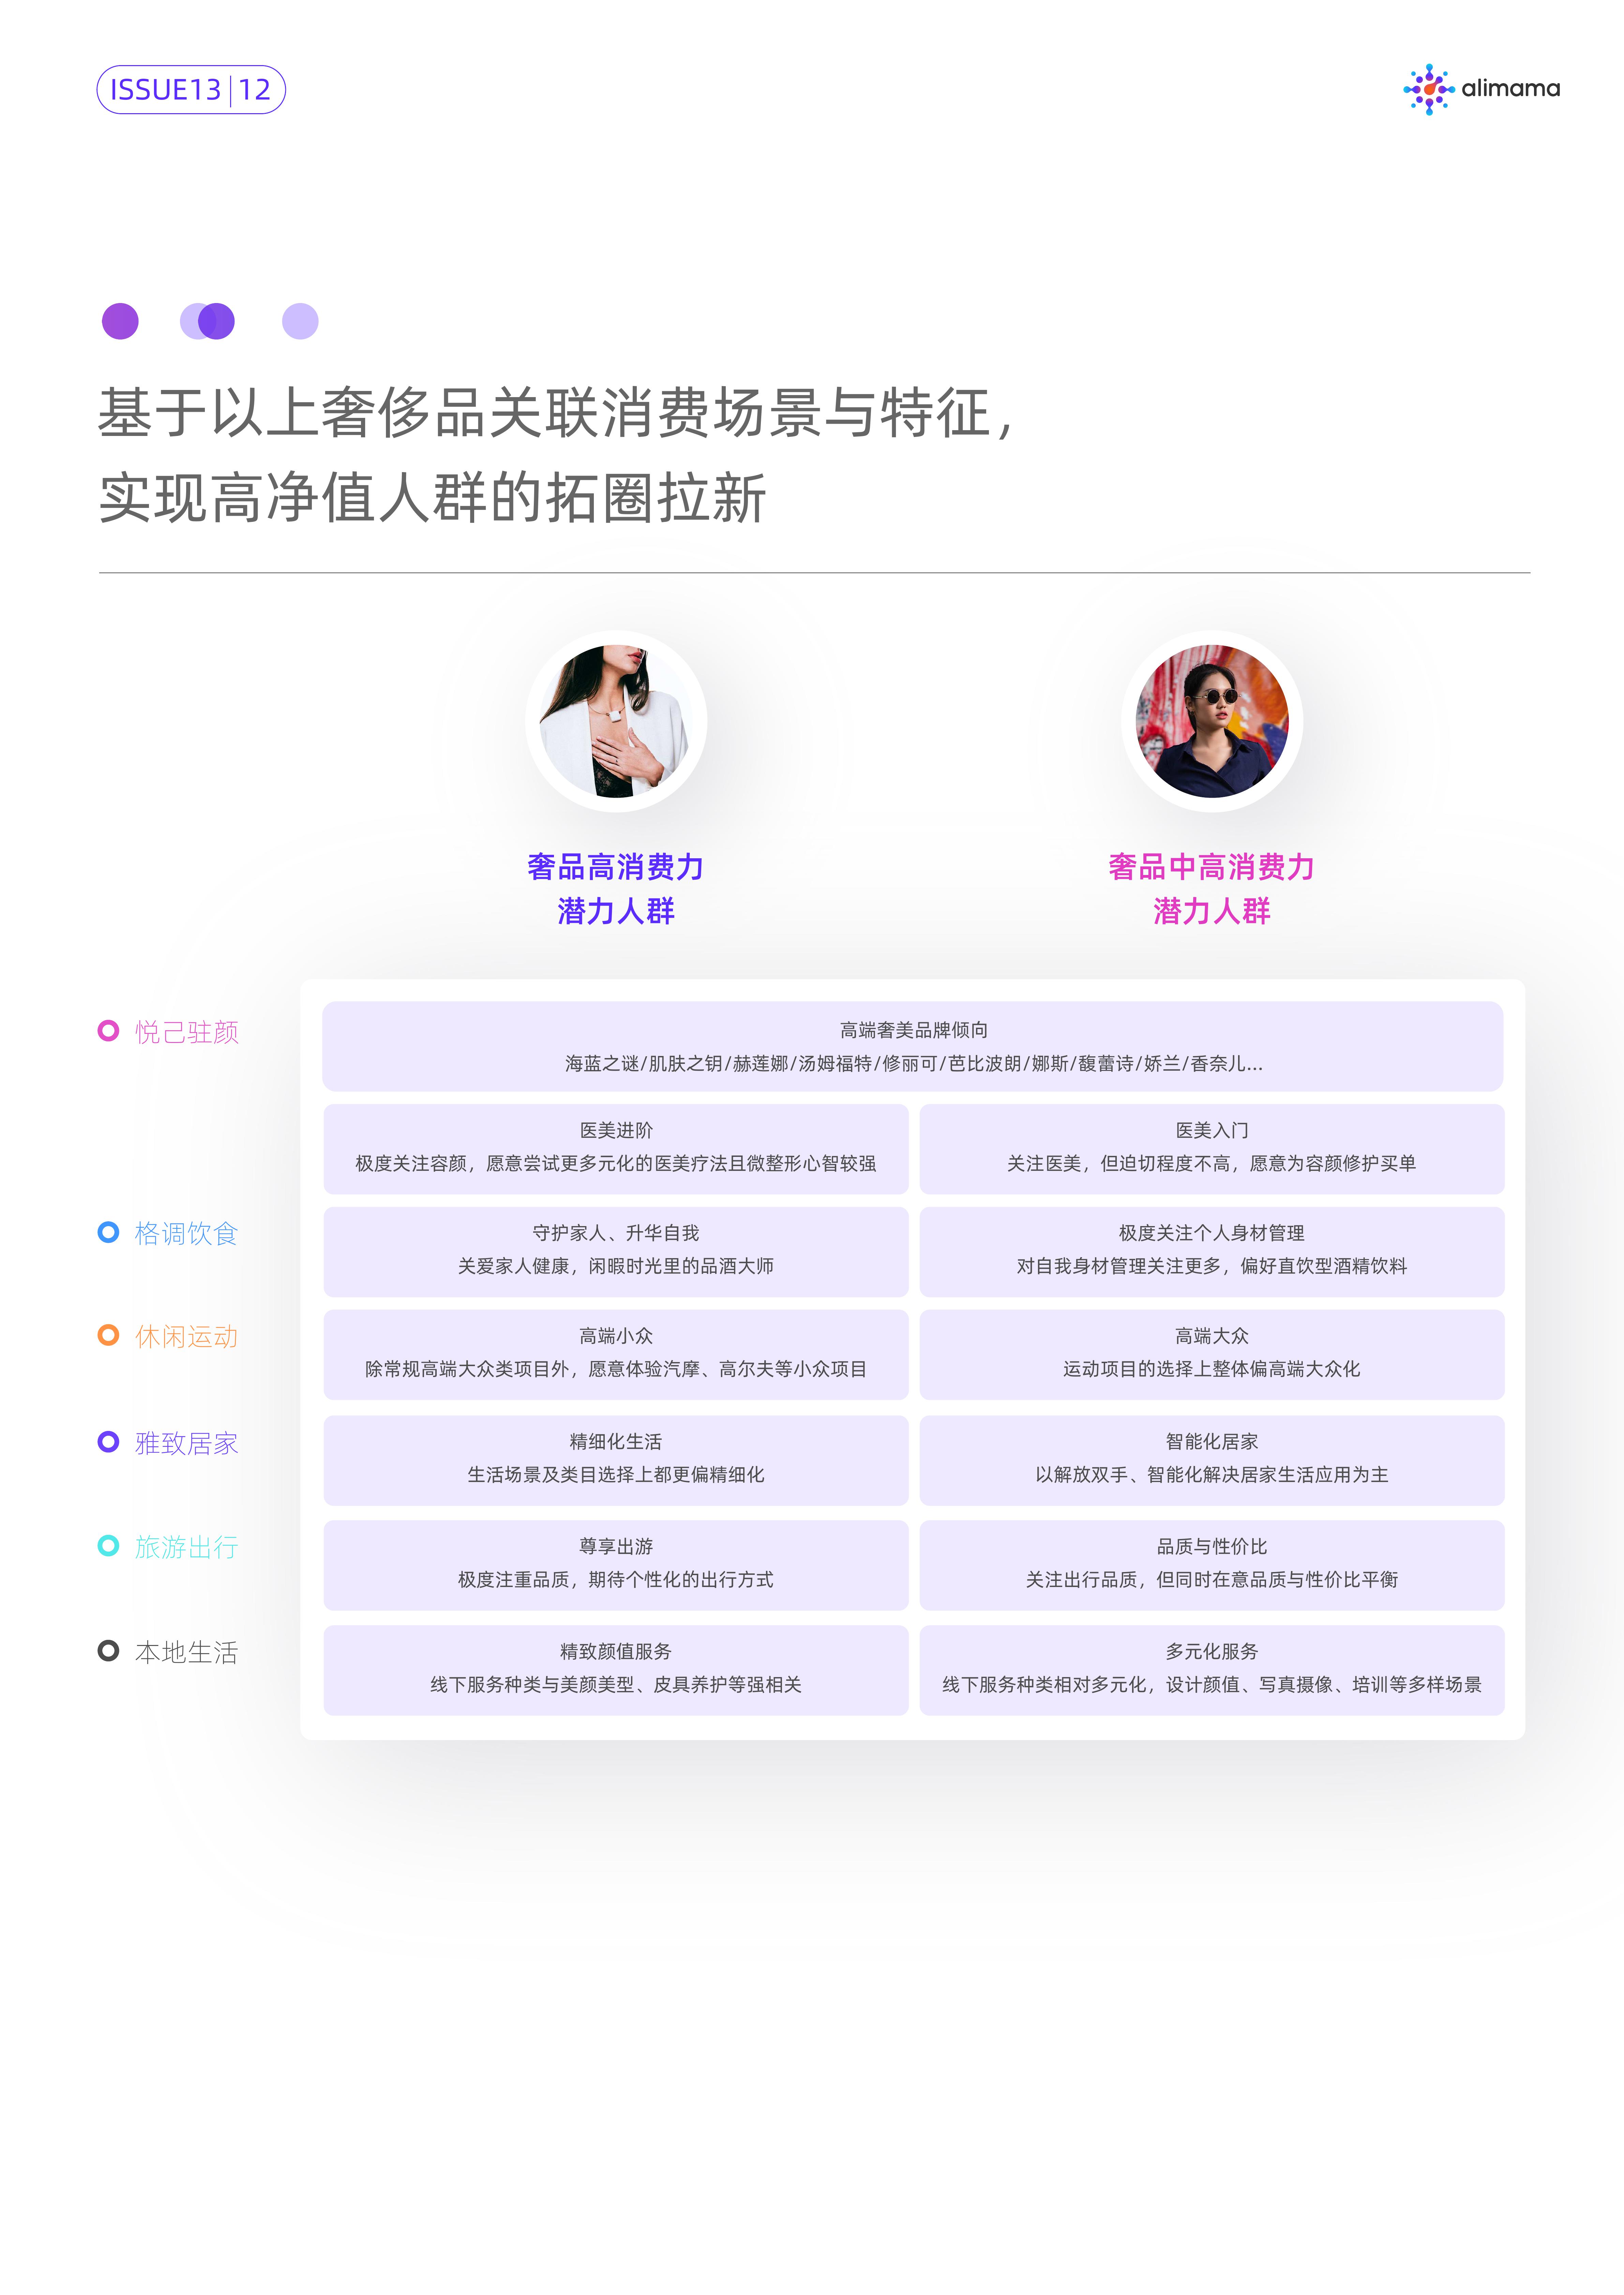 ISSUE13|12
alimama
基于以上奢侈品关联消费场景与特征，
实现高净值人群的拓圈拉新
奢品高消费力
潜力人群
奢品中高消费力
潜力人群
悦己驻颜
高端奢美品牌倾向
海蓝之谜/肌肤之钥/赫莲娜/汤姆福特/修丽可/芭比波朗/娜斯/馥蕾诗/娇兰/香奈儿...
医美进阶
极度关注容颜，愿意尝试更多元化的医美疗法且微整形心智较强
医美入门
关注医美，但迫切程度不高，愿意为容颜修护买单
格调饮食
守护家人、升华自我
关爱家人健康，闲暇时光里的品酒大师
极度关注个人身材管理
对自我身材管理关注更多，偏好直饮型酒精饮料
休闲运动
高端小众
除常规高端大众类项目外，愿意体验汽摩、高尔夫等小众项目
高端大众
运动项目的选择上整体偏高端大众化
雅致居家
精细化生活
生活场景及类目选择上都更偏精细化
智能化居家
以解放双手、智能化解决居家生活应用为主
旅游出行
尊享出游
极度注重品质，期待个性化的出行方式
品质与性价比
关注出行品质，但同时在意品质与性价比平衡
本地生活
精致颜值服务
线下服务种类与美颜美型、皮具养护等强相关
多元化服务
线下服务种类相对多元化，设计颜值、写真摄像、培训等多样场景